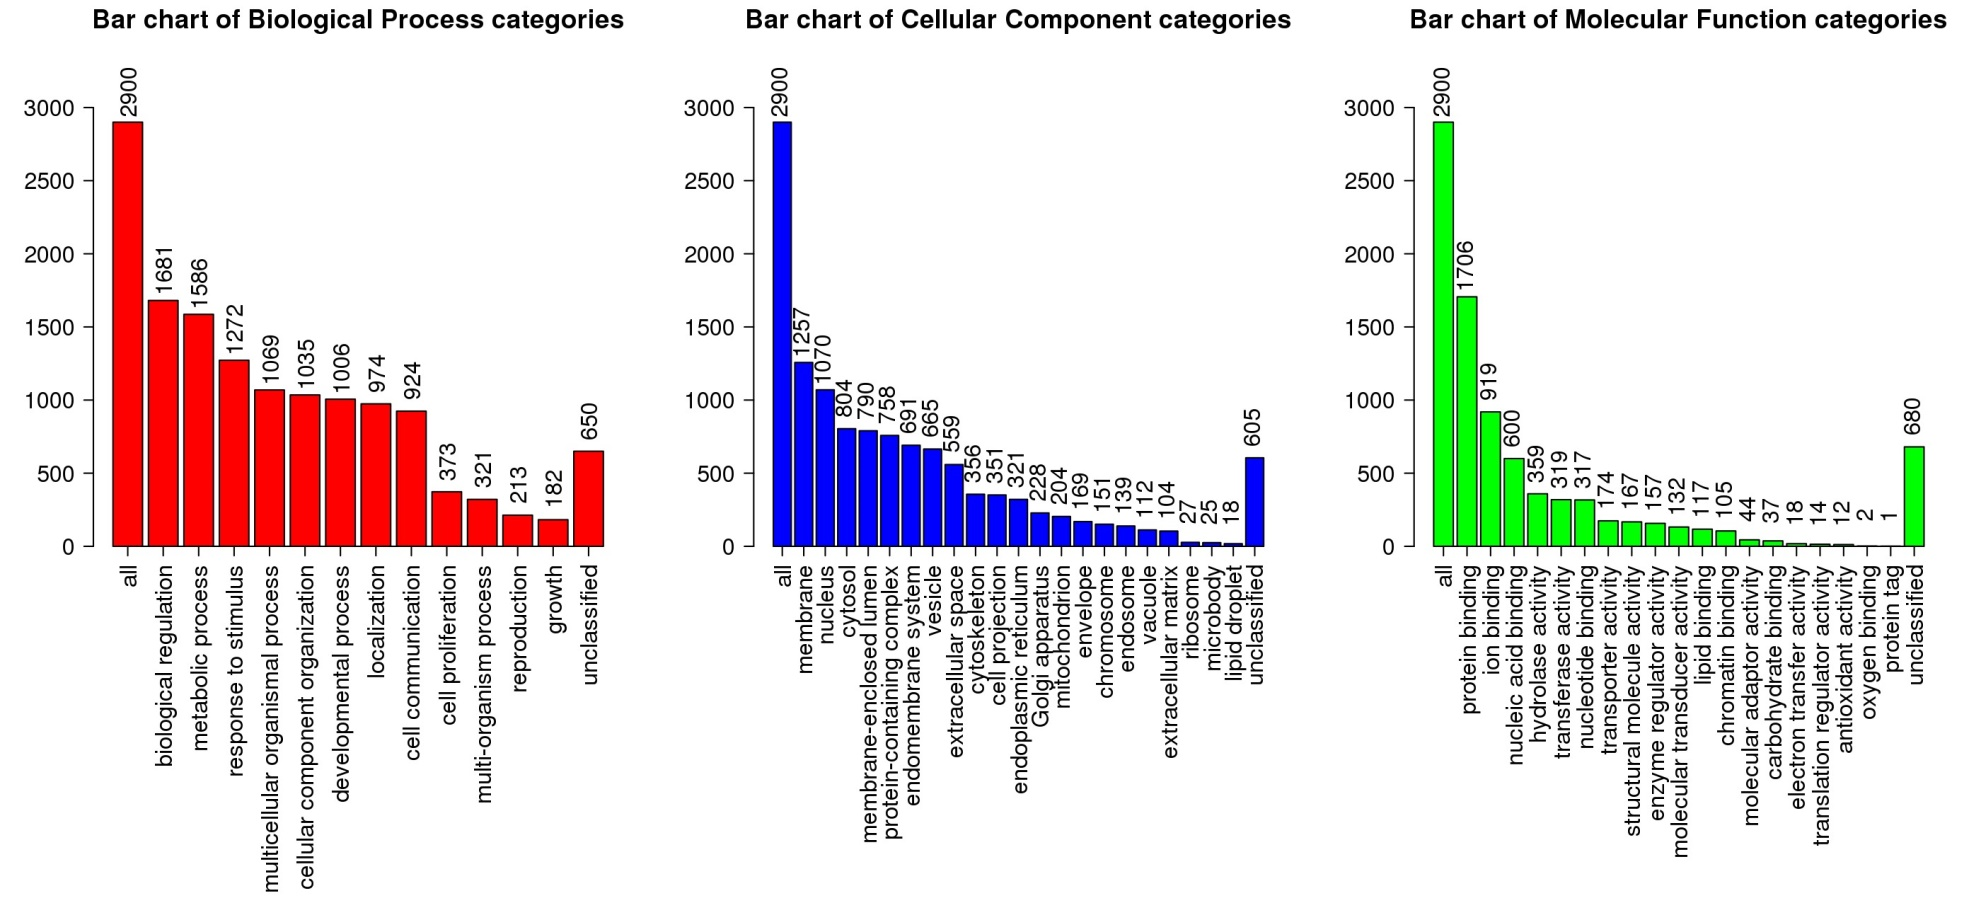 Bar chart of Biological Process categories
3000
2500
2000
1500
1000
500
0
2900
1681
1586
1272
1069
1035
1006
974
924
373
321
213
182
650
all
biological regulation
metabolic process
response to stimulus
multicellular organismal process
cellular component organization
developmental process
localization
cell communication
cell proliferation
multi-organism process
reproduction
growth
unclassified
Bar chart of Cellular Component categories
3000
2500
2000
1500
1000
500
0
2900
1257
1070
804
790
758
691
665
559
356
351
321
228
204
169
151
139
112
104
27
25
18
605
all
membrane
nucleus
cytosol
membrane-enclosed lumen
protein-containing complex
endomembrane system
vesicle
extracellular space
cytoskeleton
cell projection
endoplasmic reticulum
Golgi apparatus
mitochondrion
envelope
chromosome
endosome
vacuole
extracellular matrix
ribosome
microbody
lipid droplet
unclassified
Bar chart of Molecular Function categories
3000
2500
2000
1500
1000
500
0
2900
1706
919
600
359
319
317
174
167
157
132
117
105
44
37
18
14
12
2
1
680
all
protein binding
ion binding
nucleic acid binding
hydrolase activity
transferase activity
nucleotide binding
transporter activity
structural molecule activity
enzyme regulator activity
molecular transducer activity
lipid binding
chromatin binding
molecular adaptor activity
carbohydrate binding
electron transfer activity
translation regulator activity
antioxidant activity
oxygen binding
protein tag
unclassified